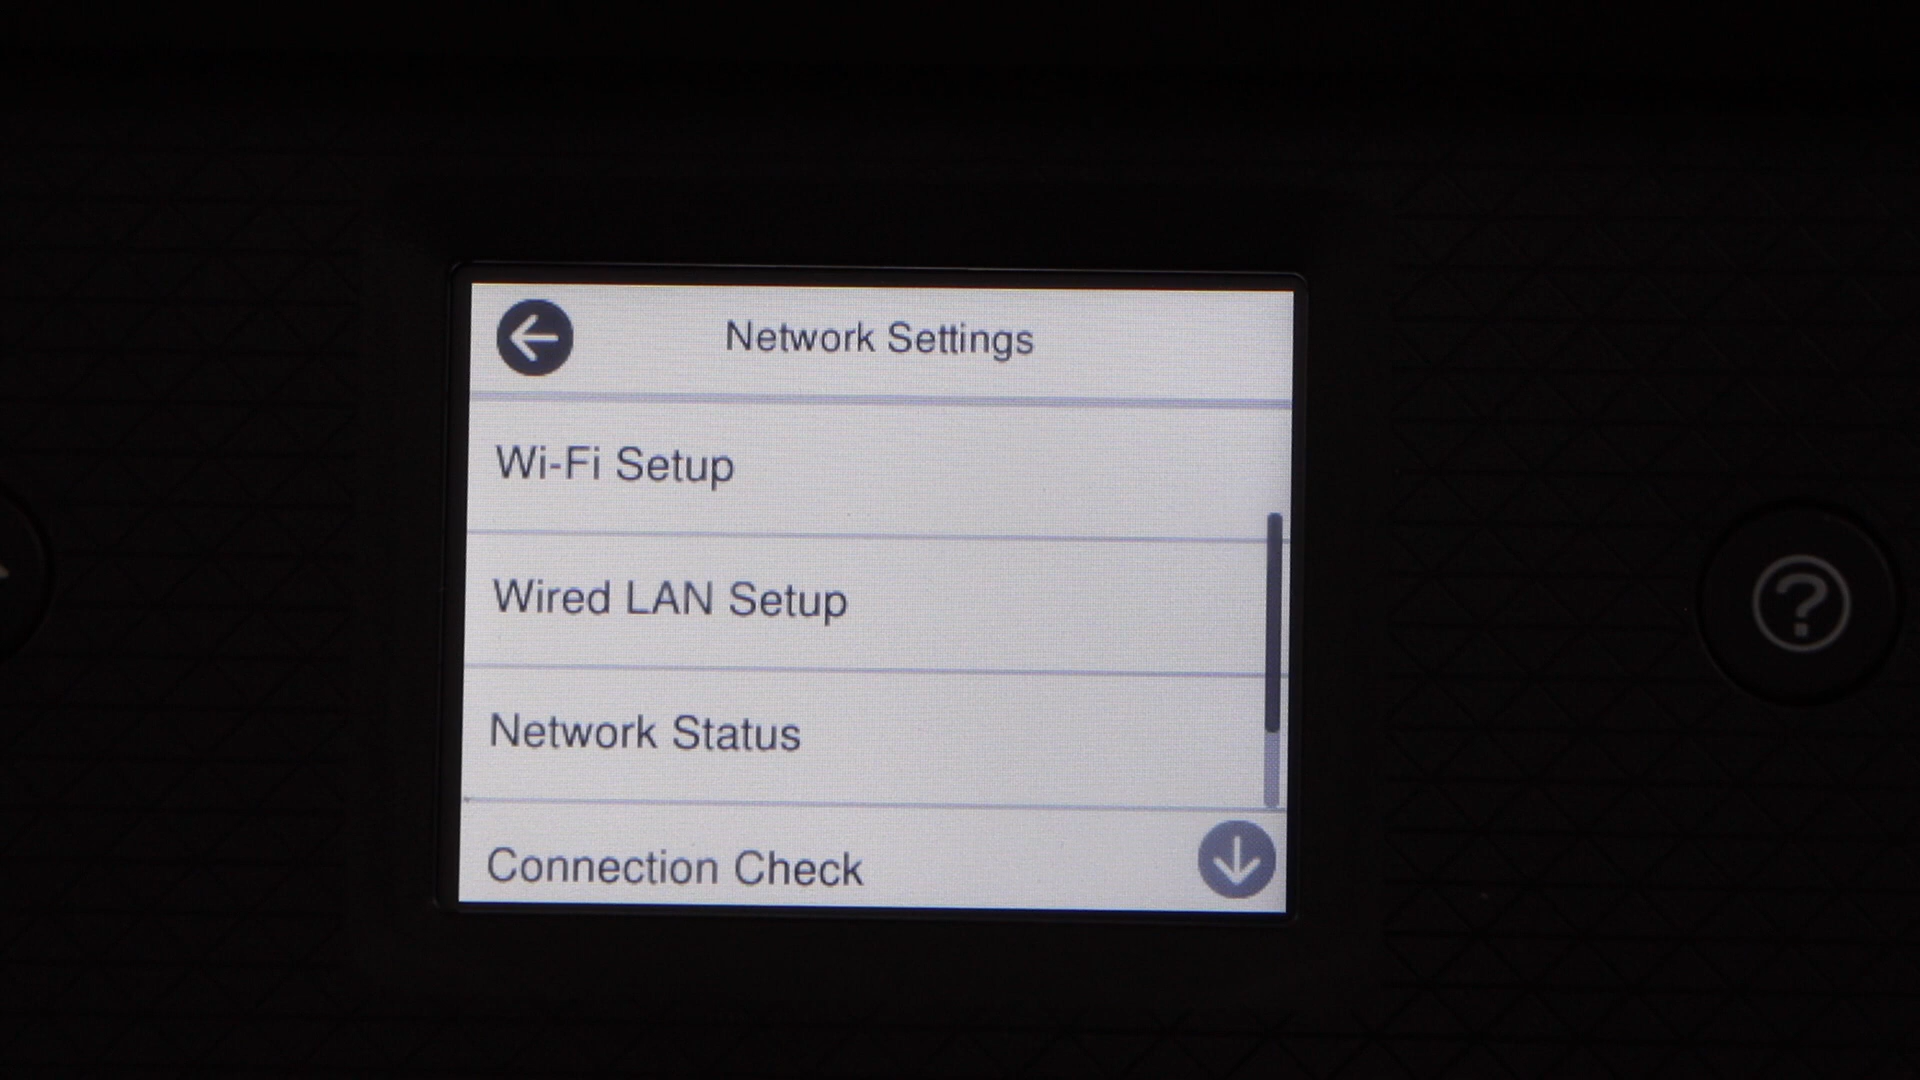 Network Settings
Wi-Fi Setup
Wired LAN Setup
Network Status
Connection Check
?